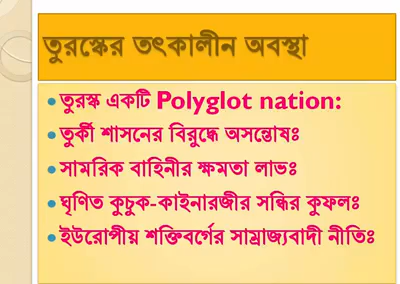 তুরস্কের তৎকালীন অবস্থা
তুরস্ক একটি Polyglot nation:
তুর্কী শাসনের বিরুদ্ধে অসন্তোষঃ
সামরিক বাহিনীর ক্ষমতা লাভঃ
ঘৃণিত কুচুক-কাইনারজীর সন্ধির কুফলঃ
ইউরোপীয় শক্তিবর্গের সাম্রাজ্যবাদী নীতিঃ